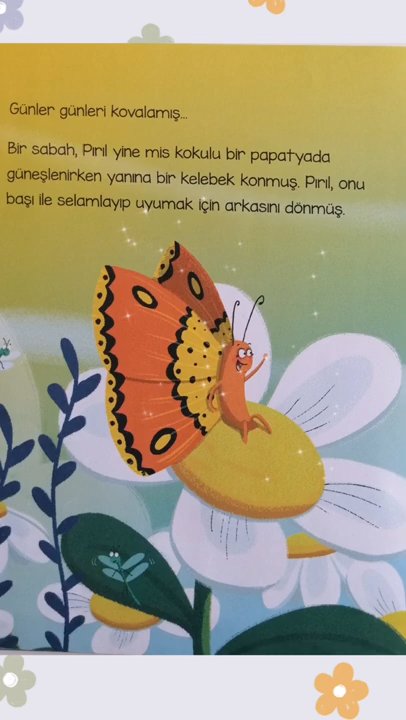 Günler günleri kovalamış...
Bir sabah, Pırıl yine mis kokulu bir papatyada
güneşlenirken yanına bir kelebek konmuş. Pırıl, onu
başı ile selamlayıp uyumak için arkasını dönmüş.